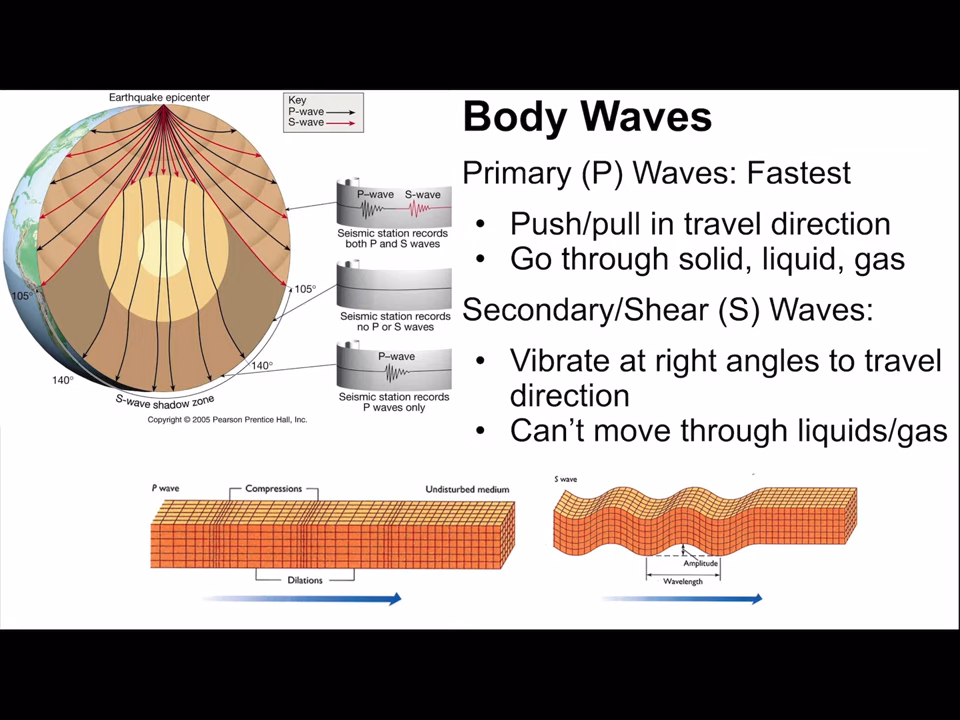 Earthquake epicenter
Key
P-wave
S-wave
P–wave S-wave
Seismic station records
both P and S waves
105°
105°
Seismic station records
no P or S waves
140°
140°
P–wave
Seismic station records
P waves only
S-wave shadow zone
Copyright © 2005 Pearson Prentice Hall, Inc.
Body Waves
Primary (P) Waves: Fastest
• Push/pull in travel direction
• Go through solid, liquid, gas
Secondary/Shear (S) Waves:
• Vibrate at right angles to travel
direction
• Can't move through liquids/gas
P wave
Compressions
Undisturbed medium
Dilations
S wave
Amplitude
Wavelength